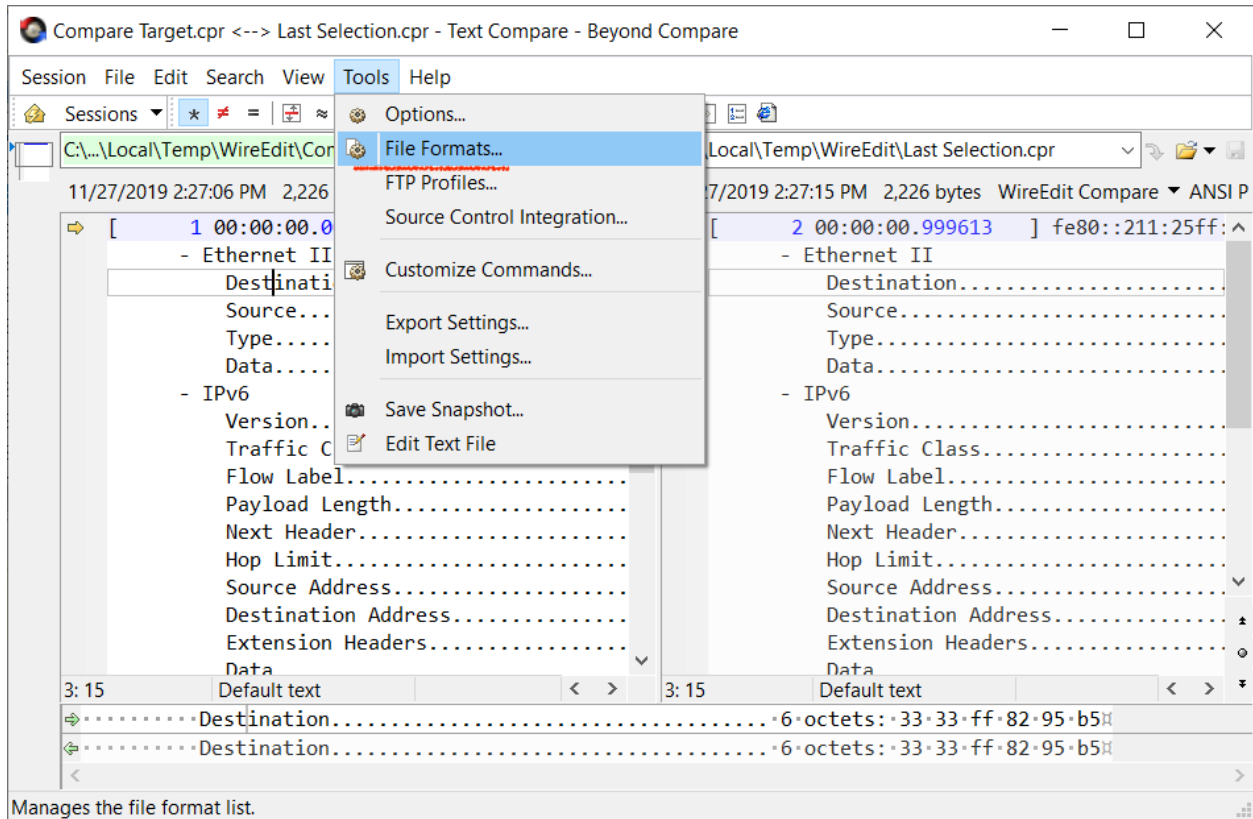 Compare Target.cpr <--> Last Selection.cpr - Text Compare - Beyond Compare
Session File Edit Search View Tools Help
Sessions
Options...
File Formats...
FTP Profiles...
Source Control Integration...
Customize Commands...
Export Settings...
Import Settings...
Save Snapshot...
Edit Text File
C:\...\Local\Temp\WireEdit\Cor
11/27/2019 2:27:06 PM 2,226
[ 1 00:00:00.0
- Ethernet II
Destinati
Source...
Type.....
Data.....
- IPv6
Version..
Traffic C
Flow Label........................
Payload Length....................
Next Header.......................
Hop Limit.........................
Source Address....................
Destination Address...............
Extension Headers.................
Data
3: 15 Default text
\Local\Temp\WireEdit\Last Selection.cpr
7/2019 2:27:15 PM 2,226 bytes WireEdit Compare ANSI P
[ 2 00:00:00.999613 ] fe80::211:25ff:
- Ethernet II
Destination.......................
Source............................
Type..............................
Data..............................
- IPv6
Version...........................
Traffic Class.....................
Flow Label........................
Payload Length....................
Next Header.......................
Hop Limit.........................
Source Address....................
Destination Address...............
Extension Headers.................
Data
3: 15 Default text
··········Destination.....................................·6·octets:·33·33·ff·82·95·b5¤
··········Destination.....................................·6·octets:·33·33·ff·82·95·b5¤
Manages the file format list.